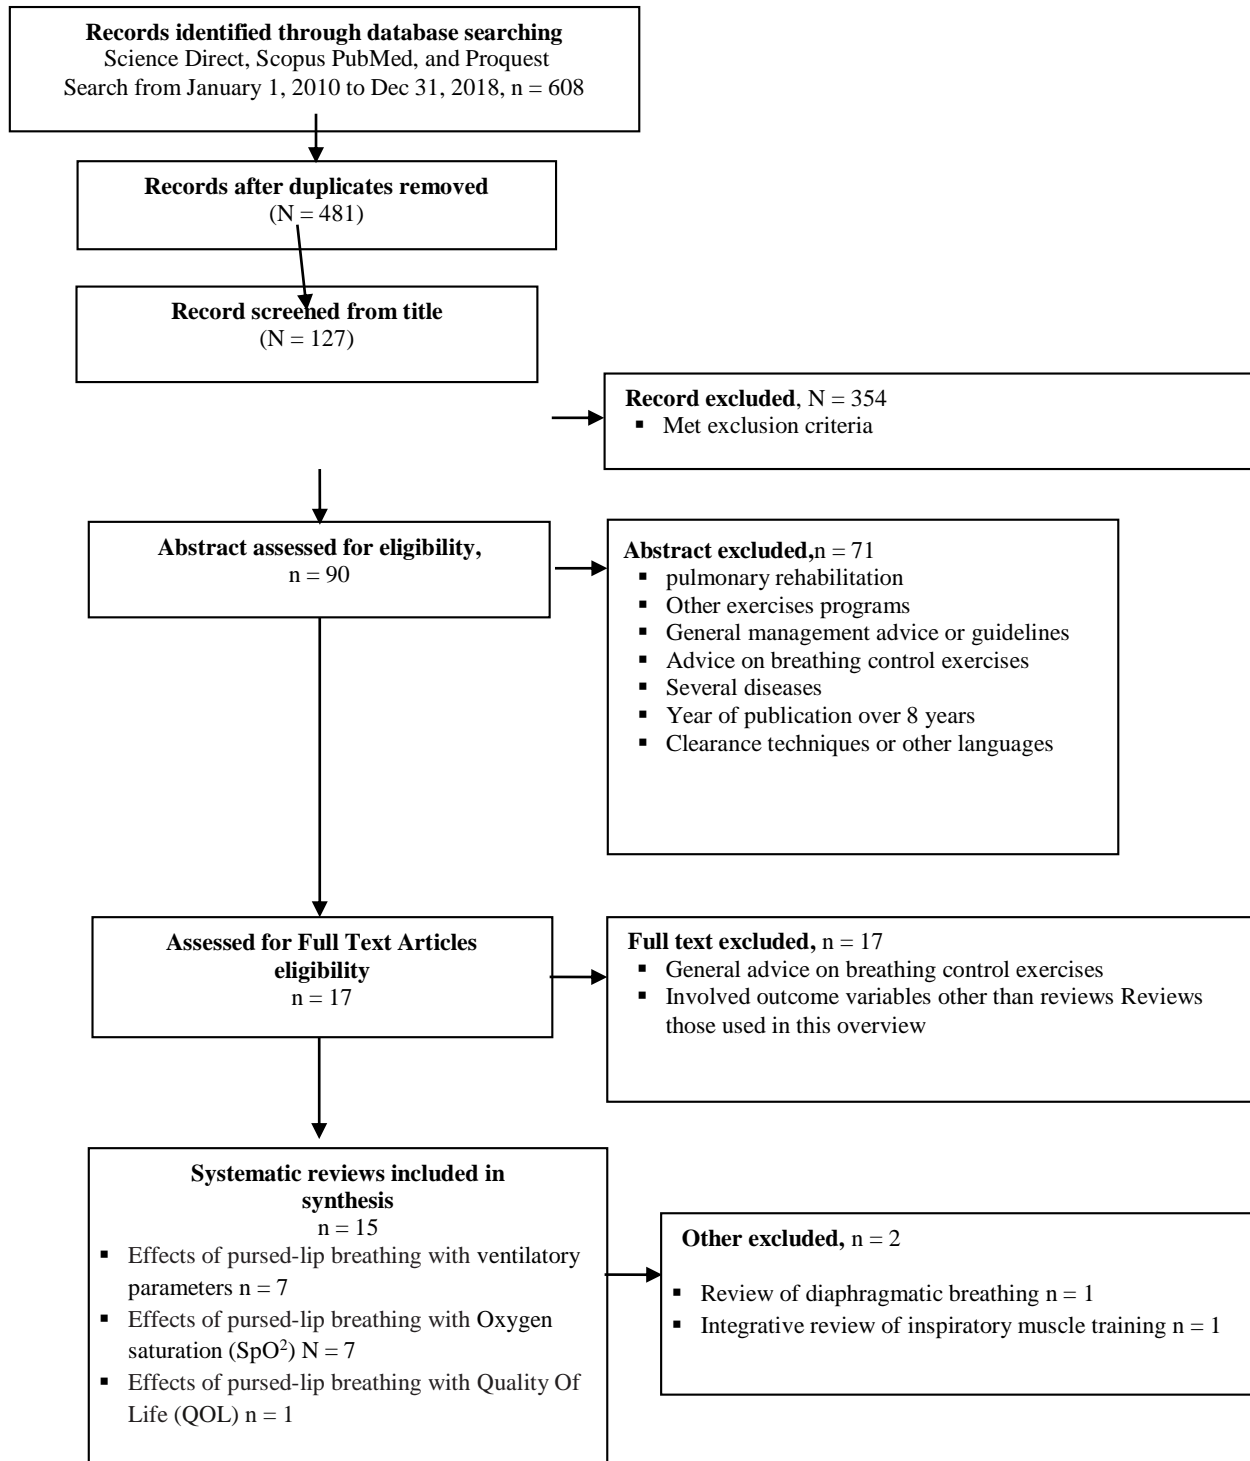 Records identified through database searching
Science Direct, Scopus PubMed, and Proquest
Search from January 1, 2010 to Dec 31, 2018, n = 608
Records after duplicates removed
(N = 481)
Record screened from title
(N = 127)
Record excluded, N = 354
▪ Met exclusion criteria
Abstract assessed for eligibility,
n = 90
Abstract excluded,n = 71
▪ pulmonary rehabilitation
▪ Other exercises programs
▪ General management advice or guidelines
▪ Advice on breathing control exercises
▪ Several diseases
▪ Year of publication over 8 years
▪ Clearance techniques or other languages
Assessed for Full Text Articles
eligibility
n = 17
Full text excluded, n = 17
▪ General advice on breathing control exercises
▪ Involved outcome variables other than reviews Reviews
those used in this overview
Systematic reviews included in
synthesis
n = 15
▪ Effects of pursed-lip breathing with ventilatory
parameters n = 7
▪ Effects of pursed-lip breathing with Oxygen
saturation (SpO²) N = 7
▪ Effects of pursed-lip breathing with Quality Of
Life (QOL) n = 1
Other excluded, n = 2
▪ Review of diaphragmatic breathing n = 1
▪ Integrative review of inspiratory muscle training n = 1